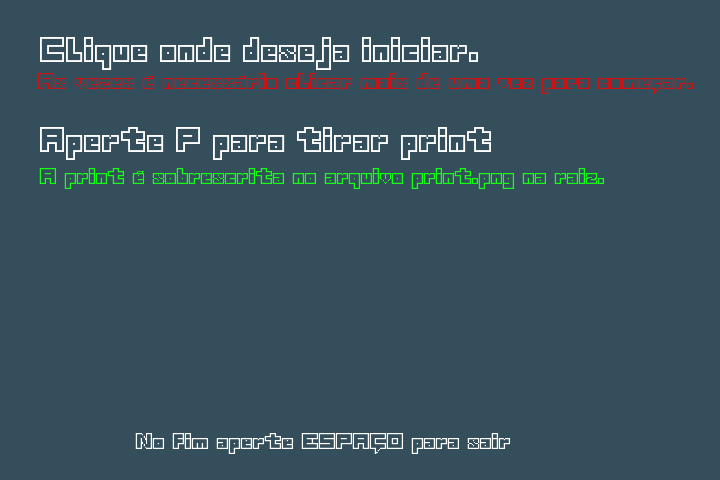 Clique onde deseja iniciar.
As vezes é necessário clicar mais de uma vez para começar.
Aperte P para tirar print
A print é sobrescrita no arquivo print.png na raiz.
No Fim aperte ESPAÇO para sair